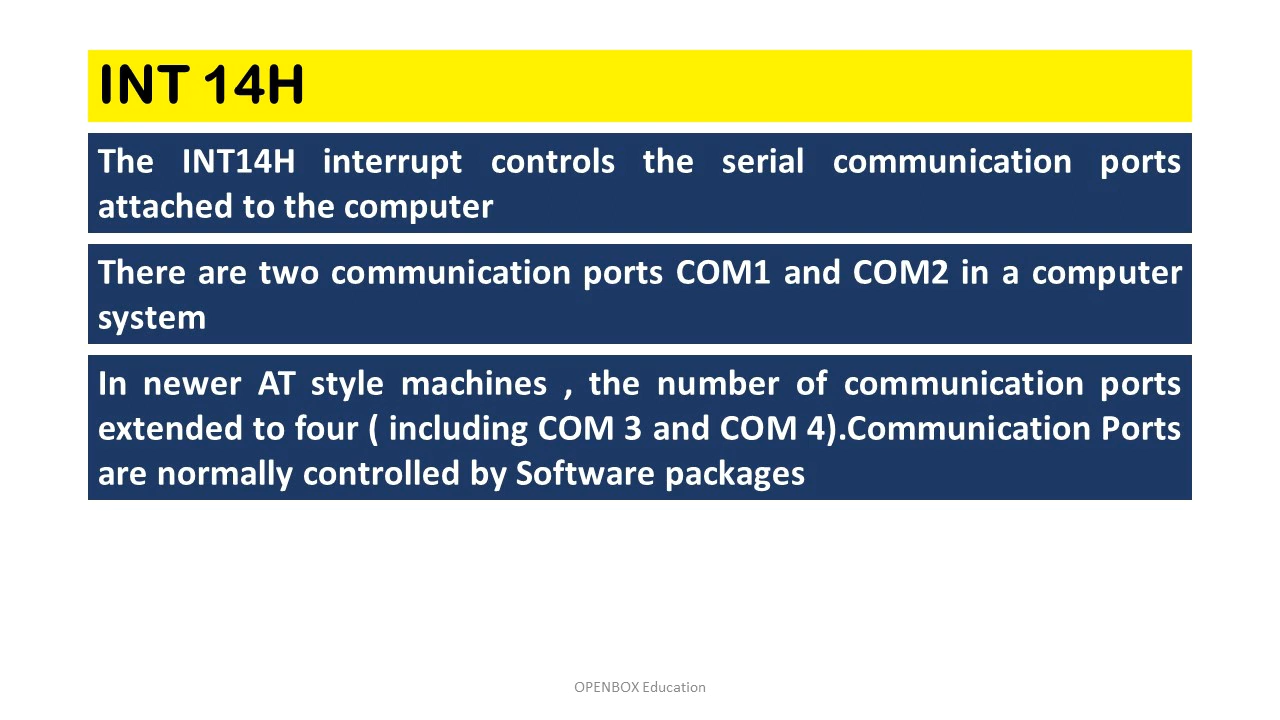 INT 14H
The INT14H interrupt controls the serial communication ports
attached to the computer
There are two communication ports COM1 and COM2 in a computer
system
In newer AT style machines , the number of communication ports
extended to four ( including COM 3 and COM 4).Communication Ports
are normally controlled by Software packages
OPENBOX Education